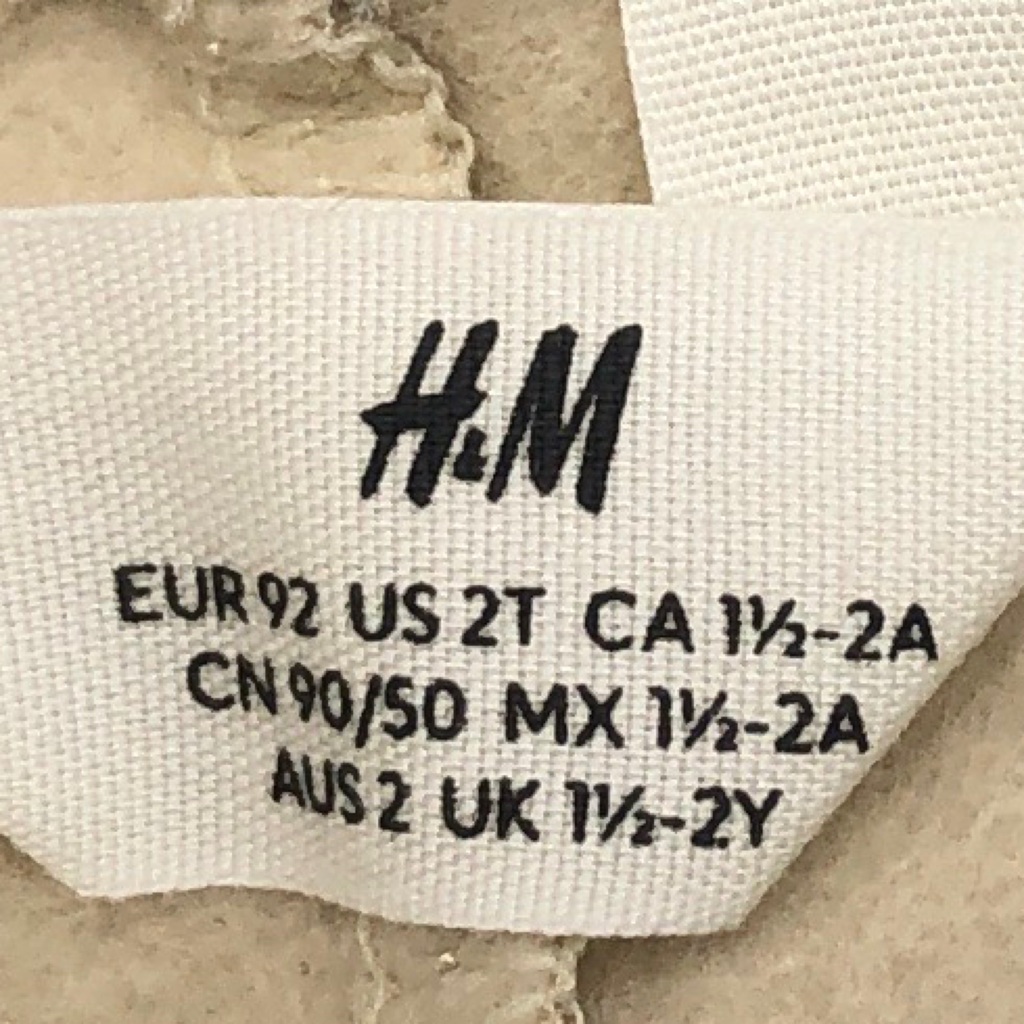 H&M
EUR 92 US 2T CA 1½-2A
CN 90/50 MX 1½-2A
AUS 2 UK 1½-2Y